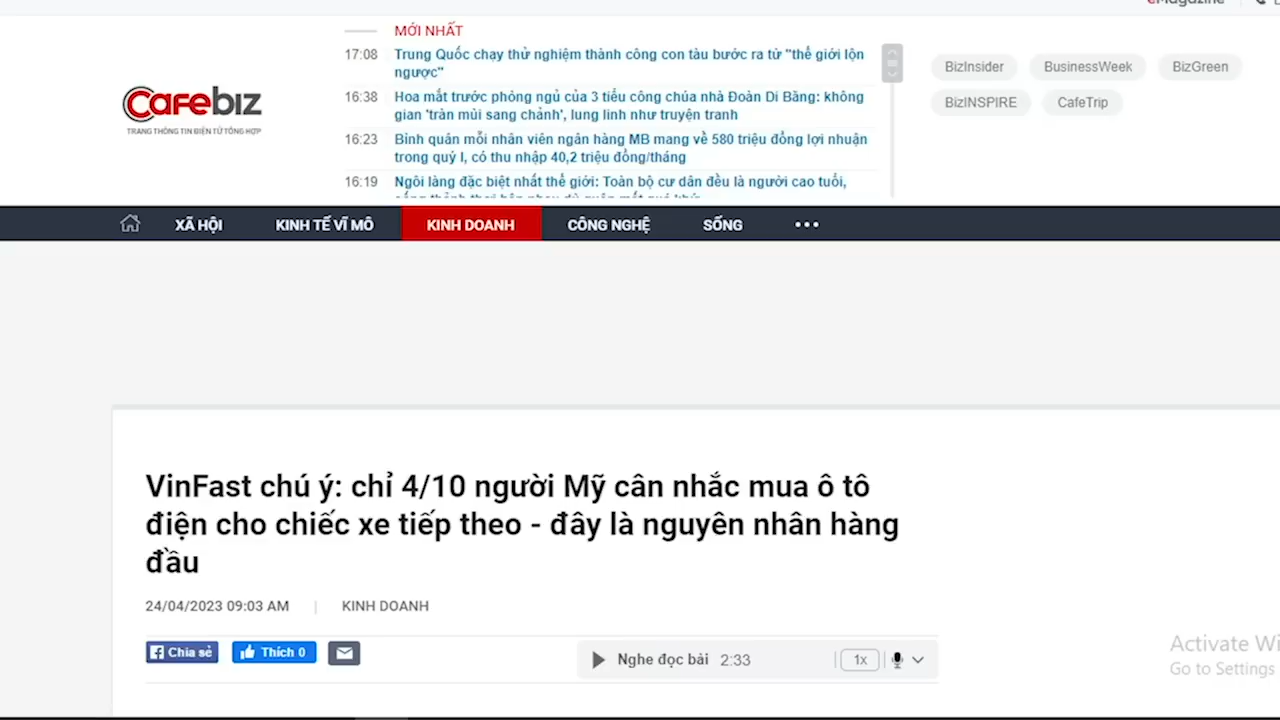 eMagazine
MỚI NHẤT
17:08 Trung Quốc chạy thử nghiệm thành công con tàu bước ra từ "thế giới lộn
ngược"
16:38 Hoa mắt trước phòng ngủ của 3 tiểu công chúa nhà Đoàn Di Băng: không
gian 'tràn mùi sang chảnh', lung linh như truyện tranh
16:23 Bình quân mỗi nhân viên ngân hàng MB mang về 580 triệu đồng lợi nhuận
trong quý I, có thu nhập 40,2 triệu đồng/tháng
16:19 Ngôi làng đặc biệt nhất thế giới: Toàn bộ cư dân đều là người cao tuổi,
Cafebiz
TRANG THÔNG TIN ĐIỆN TỬ TỔNG HỢP
BizInsider BusinessWeek BizGreen
BizINSPIRE CafeTrip
XÃ HỘI KINH TẾ VĨ MÔ KINH DOANH CÔNG NGHỆ SỐNG
VinFast chú ý: chỉ 4/10 người Mỹ cân nhắc mua ô tô
điện cho chiếc xe tiếp theo - đây là nguyên nhân hàng
đầu
24/04/2023 09:03 AM | KINH DOANH
Chia sẻ Thích 0
Nghe đọc bài 2:33 1x
Activate Wi
Go to Settings